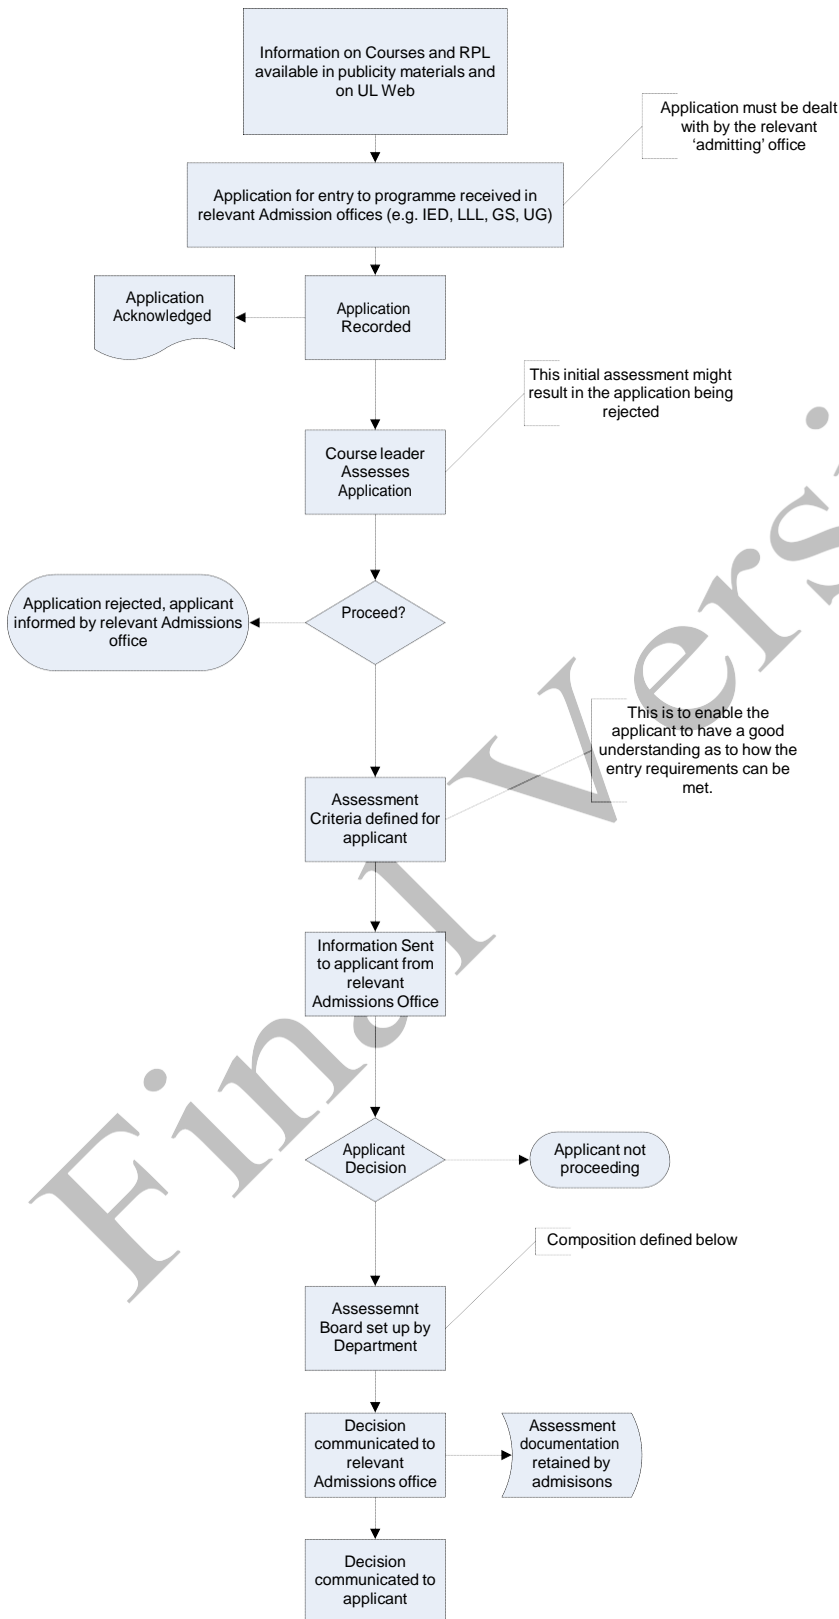 Information on Courses and RPL
available in publicity materials and
on UL Web
Application must be dealt
with by the relevant
‘admitting’ office
Application for entry to programme received in
relevant Admission offices (e.g. IED, LLL, GS, UG)
Application
Acknowledged
Application
Recorded
This initial assessment might
result in the application being
rejected
Course leader
Assesses
Application
Proceed?
Application rejected, applicant
informed by relevant Admissions
office
This is to enable the
applicant to have a good
understanding as to how the
entry requirements can be
met.
Assessment
Criteria defined for
applicant
Information Sent
to applicant from
relevant
Admissions Office
Applicant
Decision
Applicant not
proceeding
Composition defined below
Assessemnt
Board set up by
Department
Decision
communicated to
relevant
Admissions office
Assessment
documentation
retained by
admisisons
Decision
communicated to
applicant
Final Versi